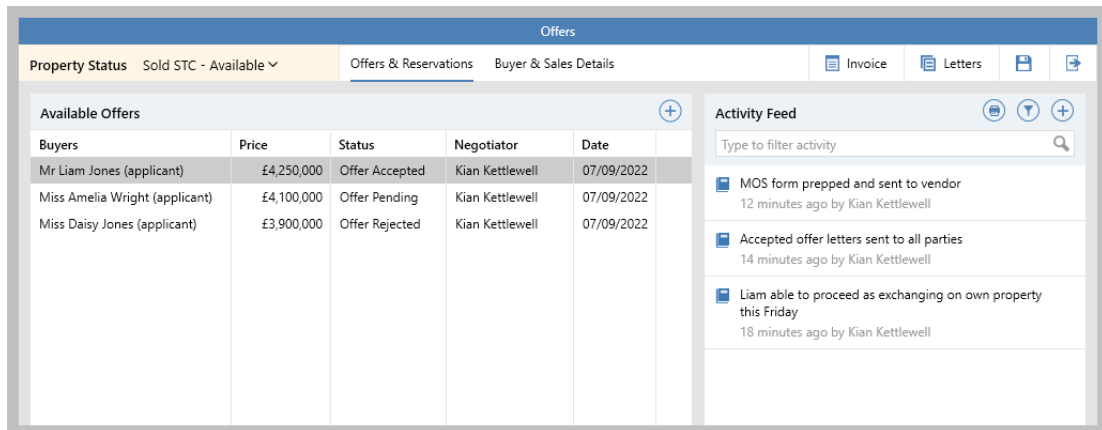 Offers
Property Status Sold STC - Available
Offers & Reservations Buyer & Sales Details
Invoice Letters
Available Offers
Buyers Price Status Negotiator Date
Mr Liam Jones (applicant) £4,250,000 Offer Accepted Kian Kettlewell 07/09/2022
Miss Amelia Wright (applicant) £4,100,000 Offer Pending Kian Kettlewell 07/09/2022
Miss Daisy Jones (applicant) £3,900,000 Offer Rejected Kian Kettlewell 07/09/2022
Activity Feed
Type to filter activity
MOS form prepped and sent to vendor
12 minutes ago by Kian Kettlewell
Accepted offer letters sent to all parties
14 minutes ago by Kian Kettlewell
Liam able to proceed as exchanging on own property
this Friday
18 minutes ago by Kian Kettlewell